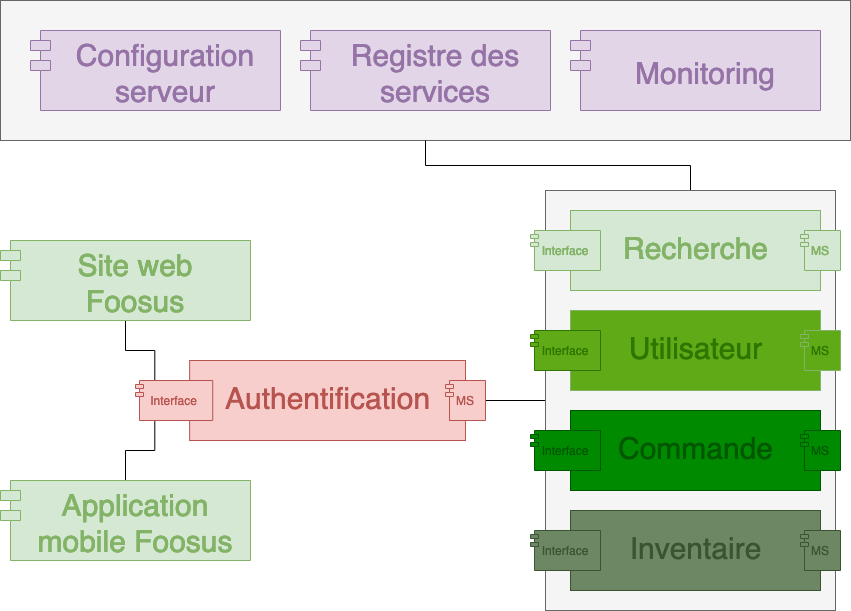 Configuration
serveur
Registre des
services
Monitoring
Interface
Recherche
MS
Site web
Foosus
Interface
Utilisateur
MS
Interface
Authentification
MS
Interface
Commande
MS
Application
mobile Foosus
Interface
Inventaire
MS